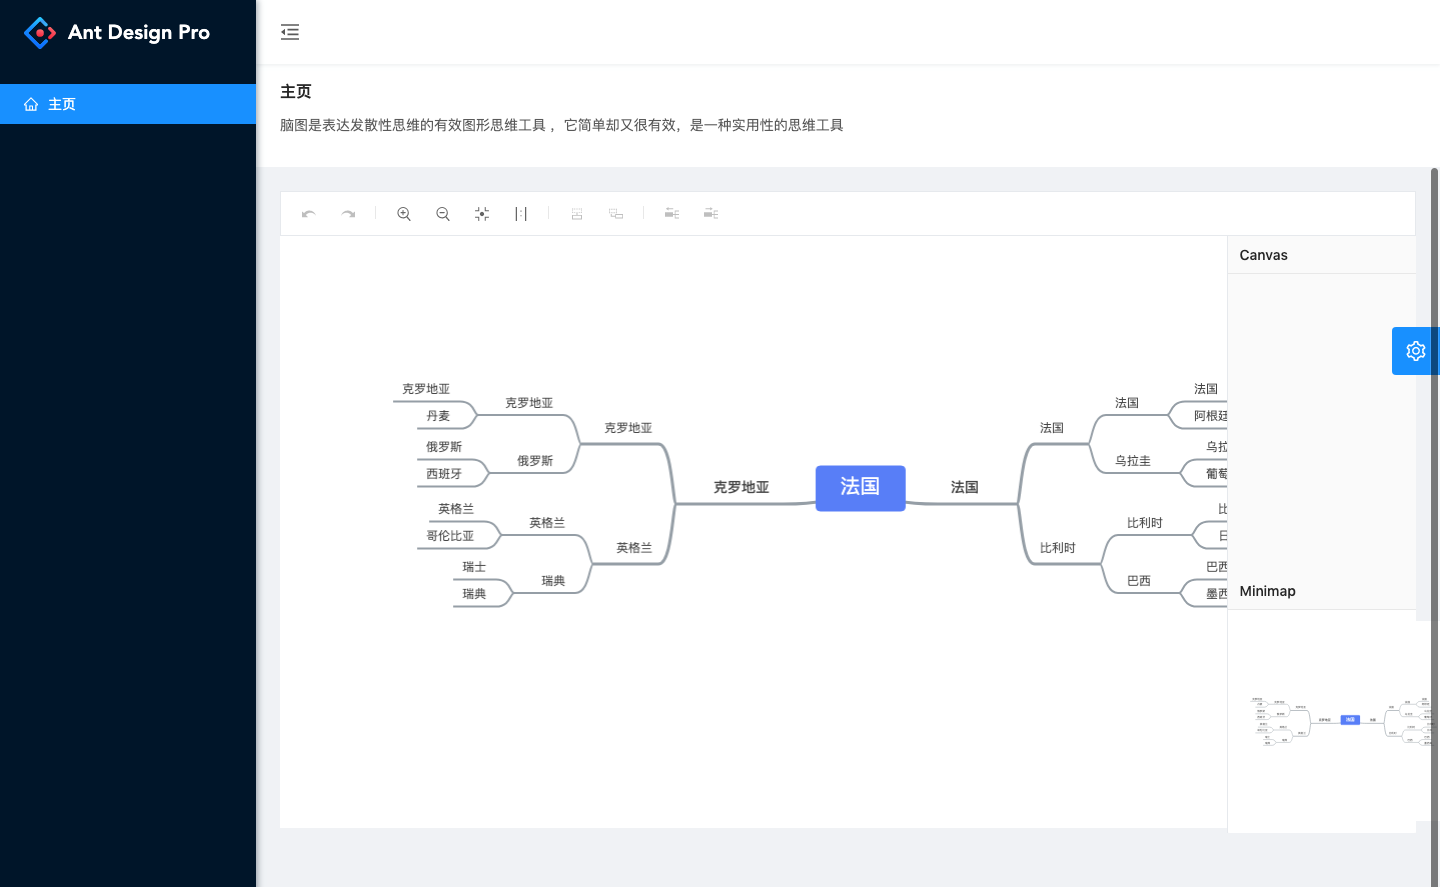 Ant Design Pro
主页
主页
脑图是表达发散性思维的有效图形思维工具 ，它简单却又很有效，是一种实用性的思维工具
Canvas
克罗地亚
丹麦
克罗地亚
俄罗斯
西班牙
俄罗斯
克罗地亚
英格兰
哥伦比亚
英格兰
瑞士
瑞典
瑞典
英格兰
克罗地亚
法国
法国
法国
法国
法国
阿根廷
乌拉圭
乌拉
葡萄
比利时
比利时
比
日
巴西
巴西
墨西
Minimap